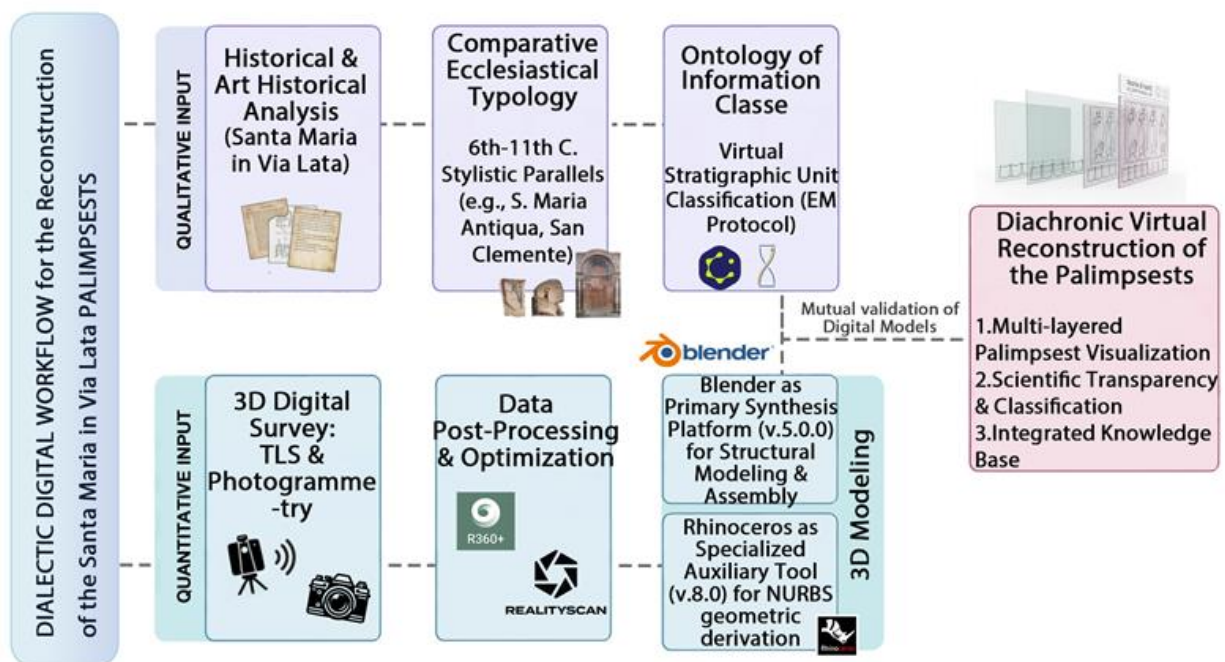 DIALECTIC DIGITAL WORKFLOW for the Reconstruction
of the Santa Maria in Via Lata PALIMPSESTS
QUALITATIVE INPUT
Historical &
Art Historical
Analysis
(Santa Maria
in Via Lata)
Comparative
Ecclesiastical
Typology
6th-11th C.
Stylistic Parallels
(e.g., S. Maria
Antiqua, San
Clemente)
Ontology of
Information
Classe
Virtual
Stratigraphic Unit
Classification (EM
Protocol)
Mutual validation of
Digital Models
Diachronic Virtual
Reconstruction of
the Palimpsests
1.Multi-layered
Palimpsest Visualization
2.Scientific Transparency
& Classification
3.Integrated Knowledge
Base
QUANTITATIVE INPUT
3D Digital
Survey:
TLS &
Photogramme
-try
Data
Post-Processing
& Optimization
R360+
REALITYSCAN
blender
Blender as
Primary Synthesis
Platform (v.5.0.0)
for Structural
Modeling &
Assembly
Rhinoceros as
Specialized
Auxiliary Tool
(v.8.0) for NURBS
geometric
derivation
3D Modeling